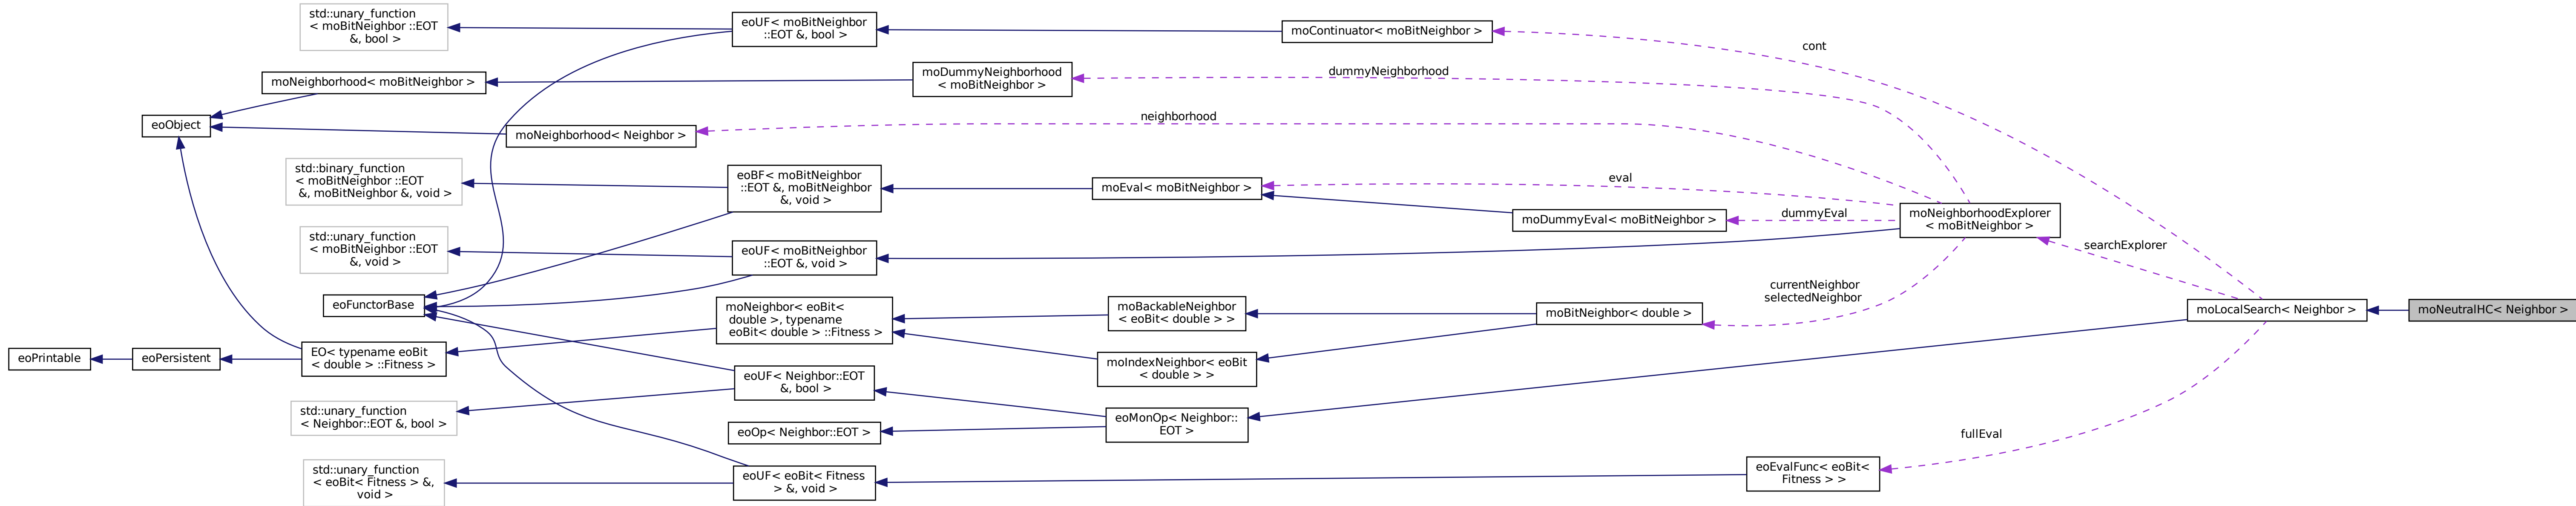 std::unary_function
< moBitNeighbor ::EOT
&, bool >
eoUF< moBitNeighbor
::EOT &, bool >
moContinuator< moBitNeighbor >
cont
moNeighborhood< moBitNeighbor >
moDummyNeighborhood
< moBitNeighbor >
dummyNeighborhood
eoObject
moNeighborhood< Neighbor >
neighborhood
std::binary_function
< moBitNeighbor ::EOT
&, moBitNeighbor &, void >
eoBF< moBitNeighbor
::EOT &, moBitNeighbor
&, void >
moEval< moBitNeighbor >
eval
moDummyEval< moBitNeighbor >
dummyEval
moNeighborhoodExplorer
< moBitNeighbor >
std::unary_function
< moBitNeighbor ::EOT
&, void >
eoUF< moBitNeighbor
::EOT &, void >
searchExplorer
eoFunctorBase
moNeighbor< eoBit<
double >, typename
eoBit< double > ::Fitness >
moBackableNeighbor
< eoBit< double > >
moBitNeighbor< double >
currentNeighbor
selectedNeighbor
moLocalSearch< Neighbor >
moNeutralHC< Neighbor >
eoPrintable
eoPersistent
EO< typename eoBit
< double > ::Fitness >
moIndexNeighbor< eoBit
< double > >
eoUF< Neighbor::EOT
&, bool >
std::unary_function
< Neighbor::EOT &, bool >
eoOp< Neighbor::EOT >
eoMonOp< Neighbor::
EOT >
fullEval
std::unary_function
< eoBit< Fitness > &,
void >
eoUF< eoBit< Fitness
> &, void >
eoEvalFunc< eoBit<
Fitness > >